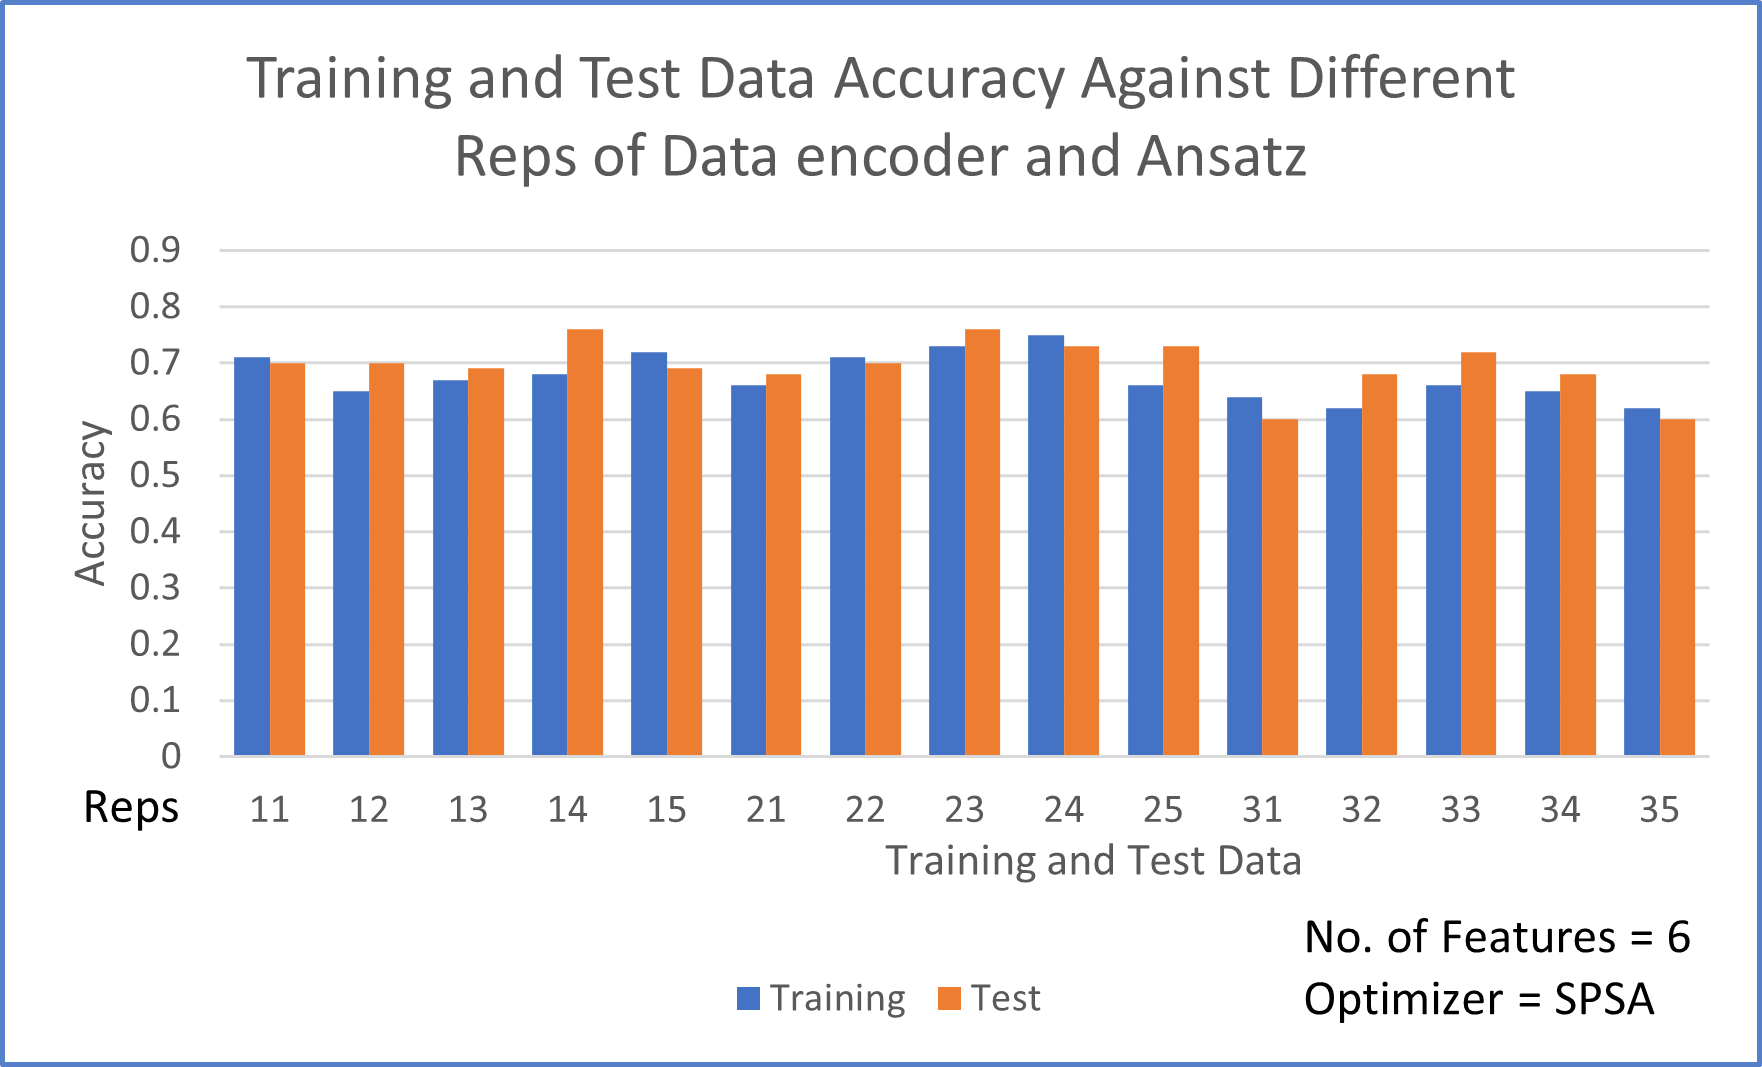 Training and Test Data Accuracy Against Different
Reps of Data encoder and Ansatz
0.9
0.8
0.7
0.6
0.5
0.4
0.3
0.2
0.1
0
Accuracy
Reps 11 12 13 14 15 21 22 23 24 25 31 32 33 34 35
Training and Test Data
No. of Features = 6
Training Test
Optimizer = SPSA